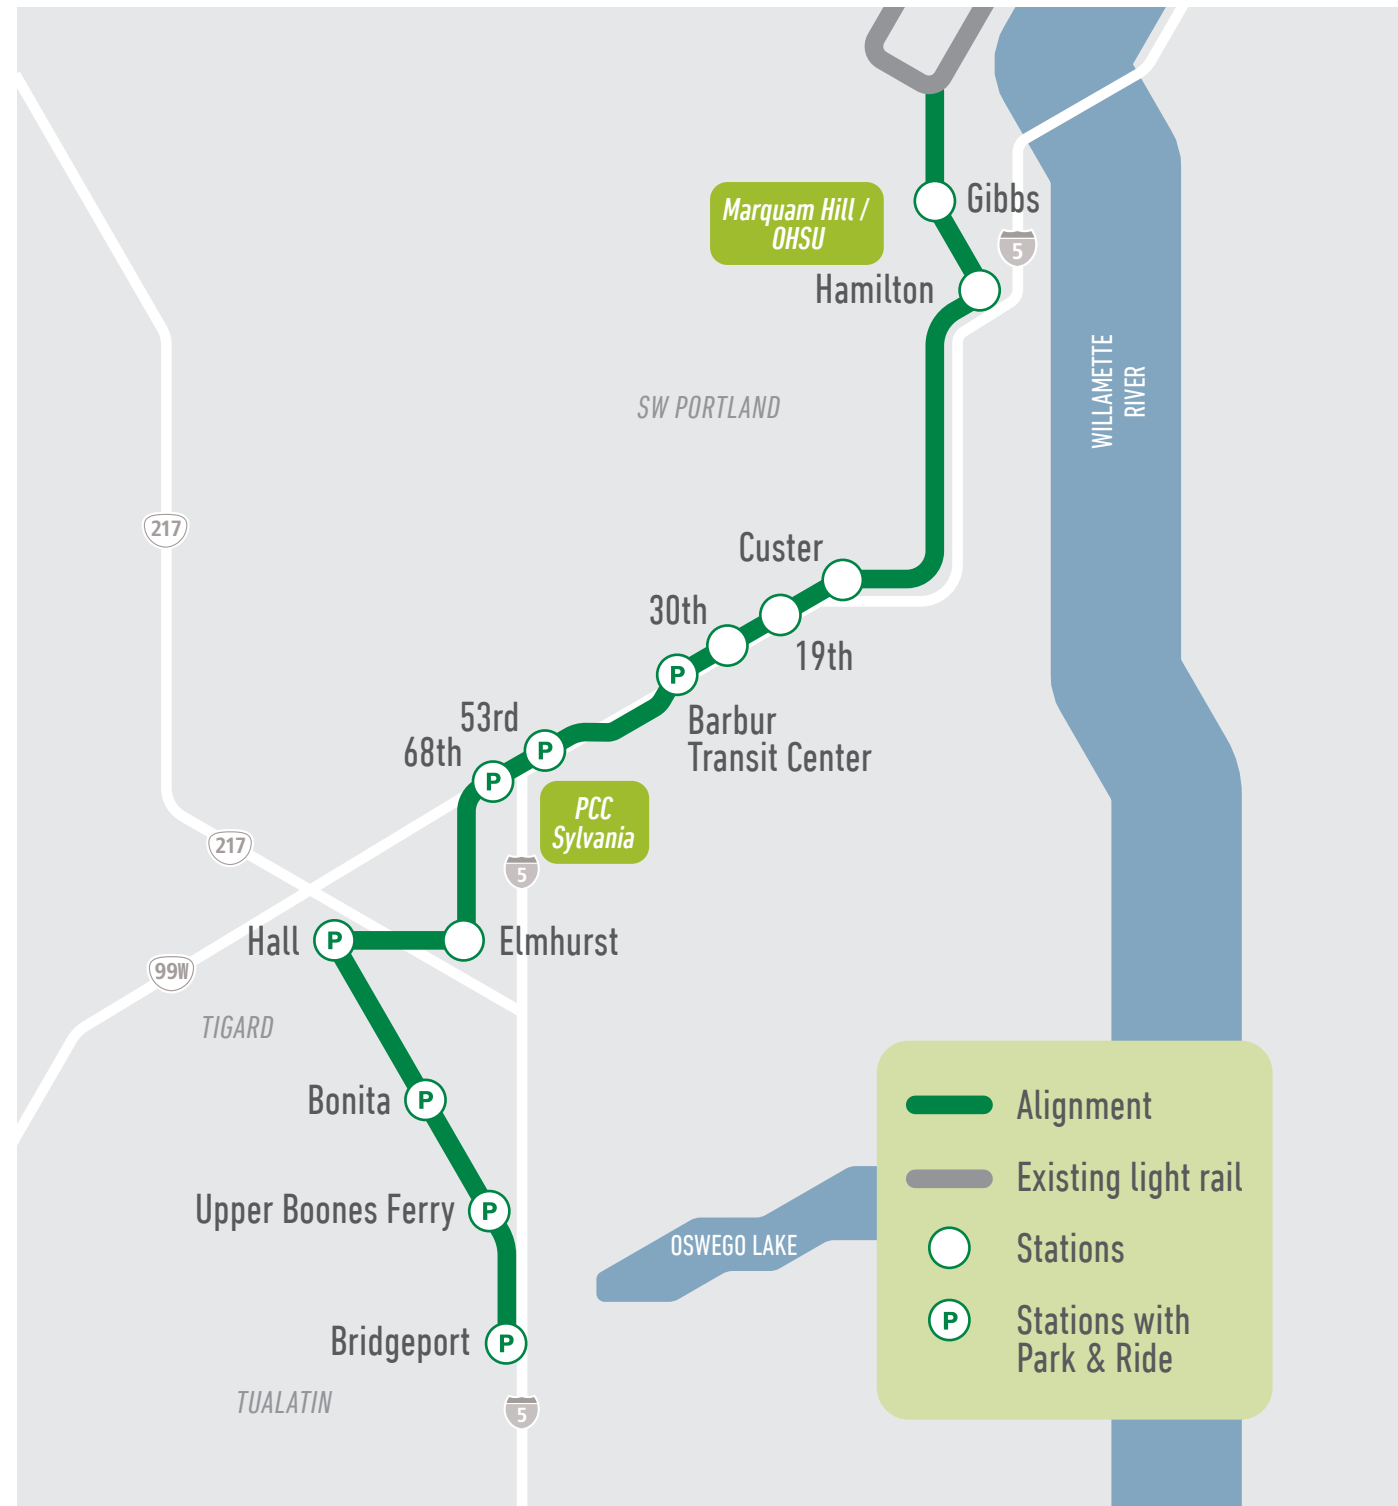 Gibbs
Marquam Hill /
OHSU
5
Hamilton
WILLAMETTE
RIVER
SW PORTLAND
217
Custer
30th
19th
P
Barbur
Transit Center
53rd
P
68th
P
PCC
Sylvania
217
5
Hall
P
Elmhurst
99W
TIGARD
Bonita
P
Upper Boones Ferry
P
OSWEGO LAKE
Bridgeport
P
TUALATIN
5
Alignment
Existing light rail
Stations
P
Stations with
Park & Ride